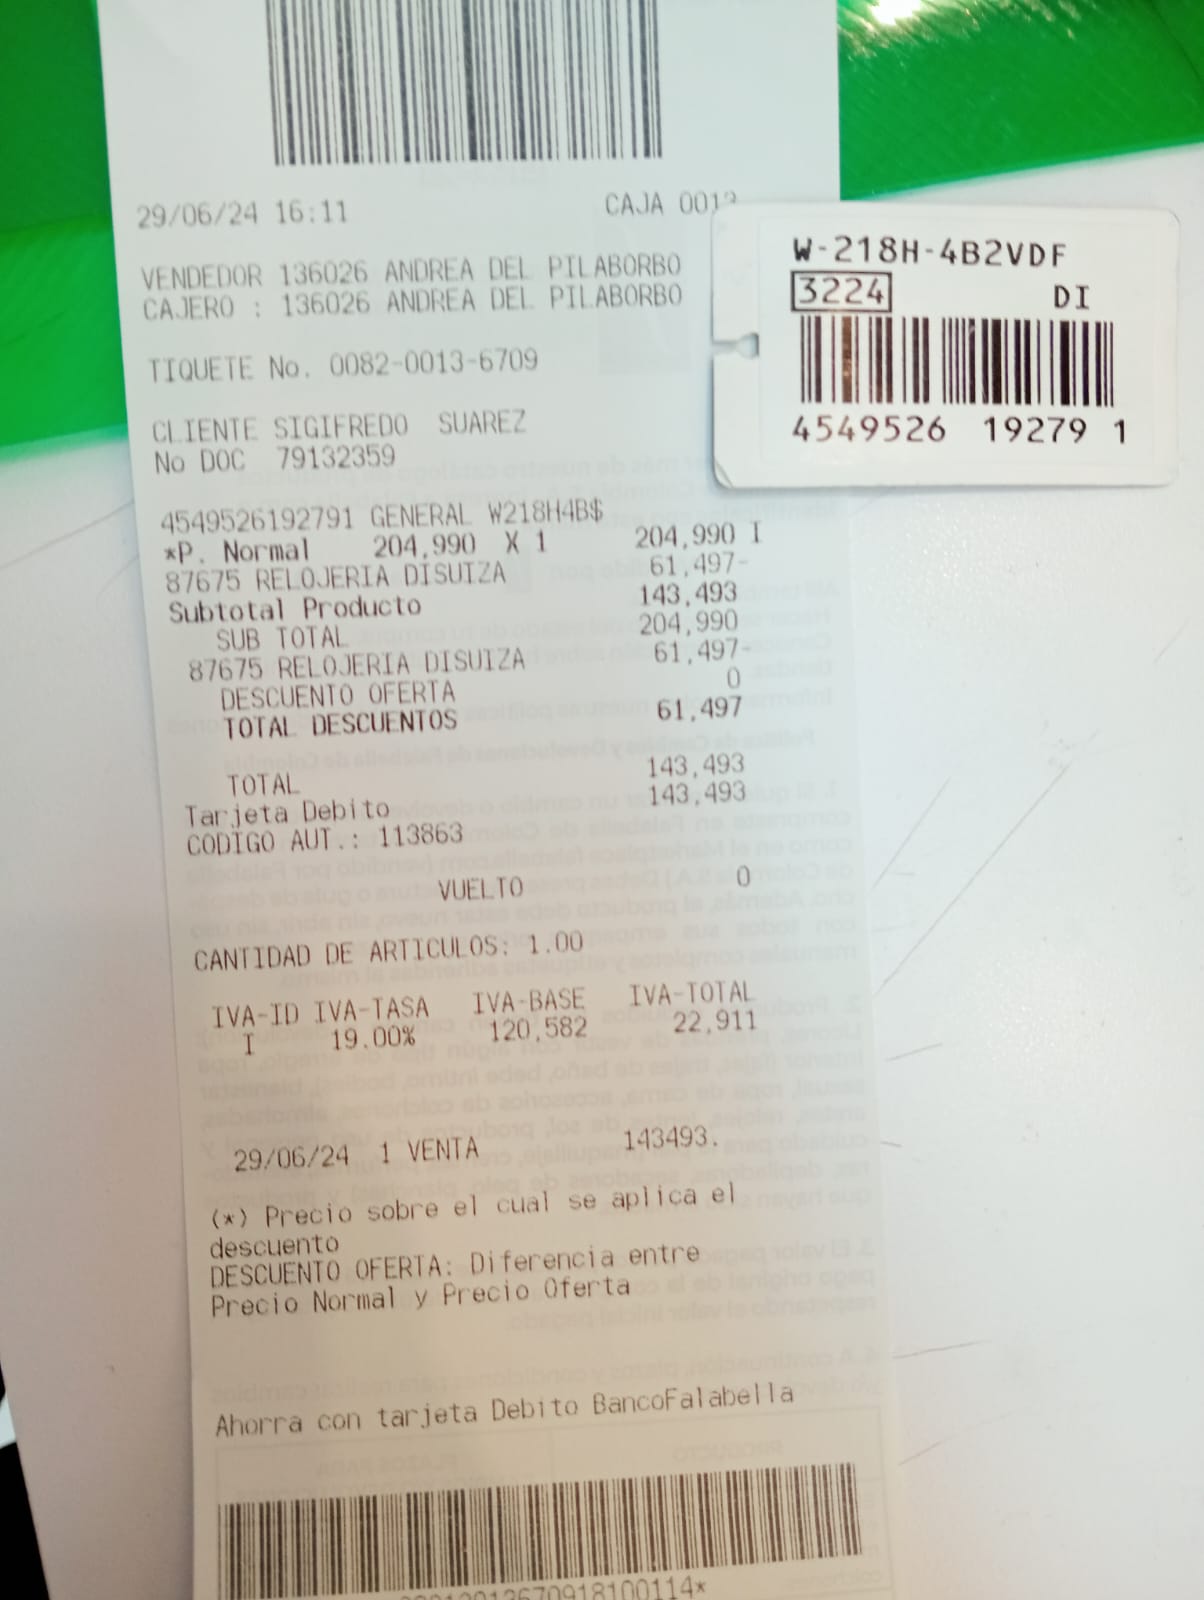 29/06/24 16:11 CAJA 0013
VENDEDOR 136026 ANDREA DEL PILABORBO
CAJERO : 136026 ANDREA DEL PILABORBO
TIQUETE No. 0082-0013-6709
CLIENTE SIGIFREDO SUAREZ
No DOC 79132359
4549526192791 GENERAL W218H4B$
*P. Normal 204,990 X 1 204,990 I
87675 RELOJERIA DISUIZA 61,497-
Subtotal Producto 143,493
SUB TOTAL 204,990
87675 RELOJERIA DISUIZA 61,497-
DESCUENTO OFERTA 0
TOTAL DESCUENTOS 61,497
TOTAL 143,493
Tarjeta Debito 143,493
CODIGO AUT.: 113863
VUELTO 0
CANTIDAD DE ARTICULOS: 1.00
IVA-ID IVA-TASA IVA-BASE IVA-TOTAL
I 19.00% 120,582 22,911
29/06/24 1 VENTA 143493.
(*) Precio sobre el cual se aplica el
descuento
DESCUENTO OFERTA: Diferencia entre
Precio Normal y Precio Oferta
Ahorra con tarjeta Debito BancoFalabella
W-218H-4B2VDF
3224 DI
4549526 19279 1